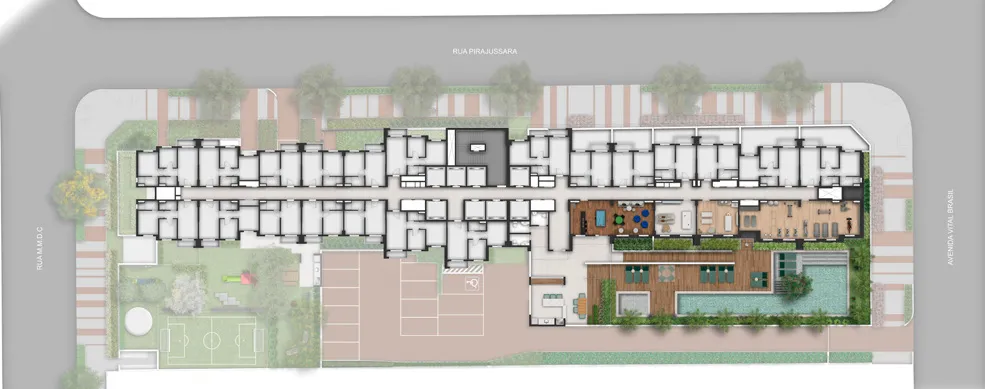 RUA PIRAJUSSARA
RUA M.M.D.C
AVENIDA VITAL BRASIL